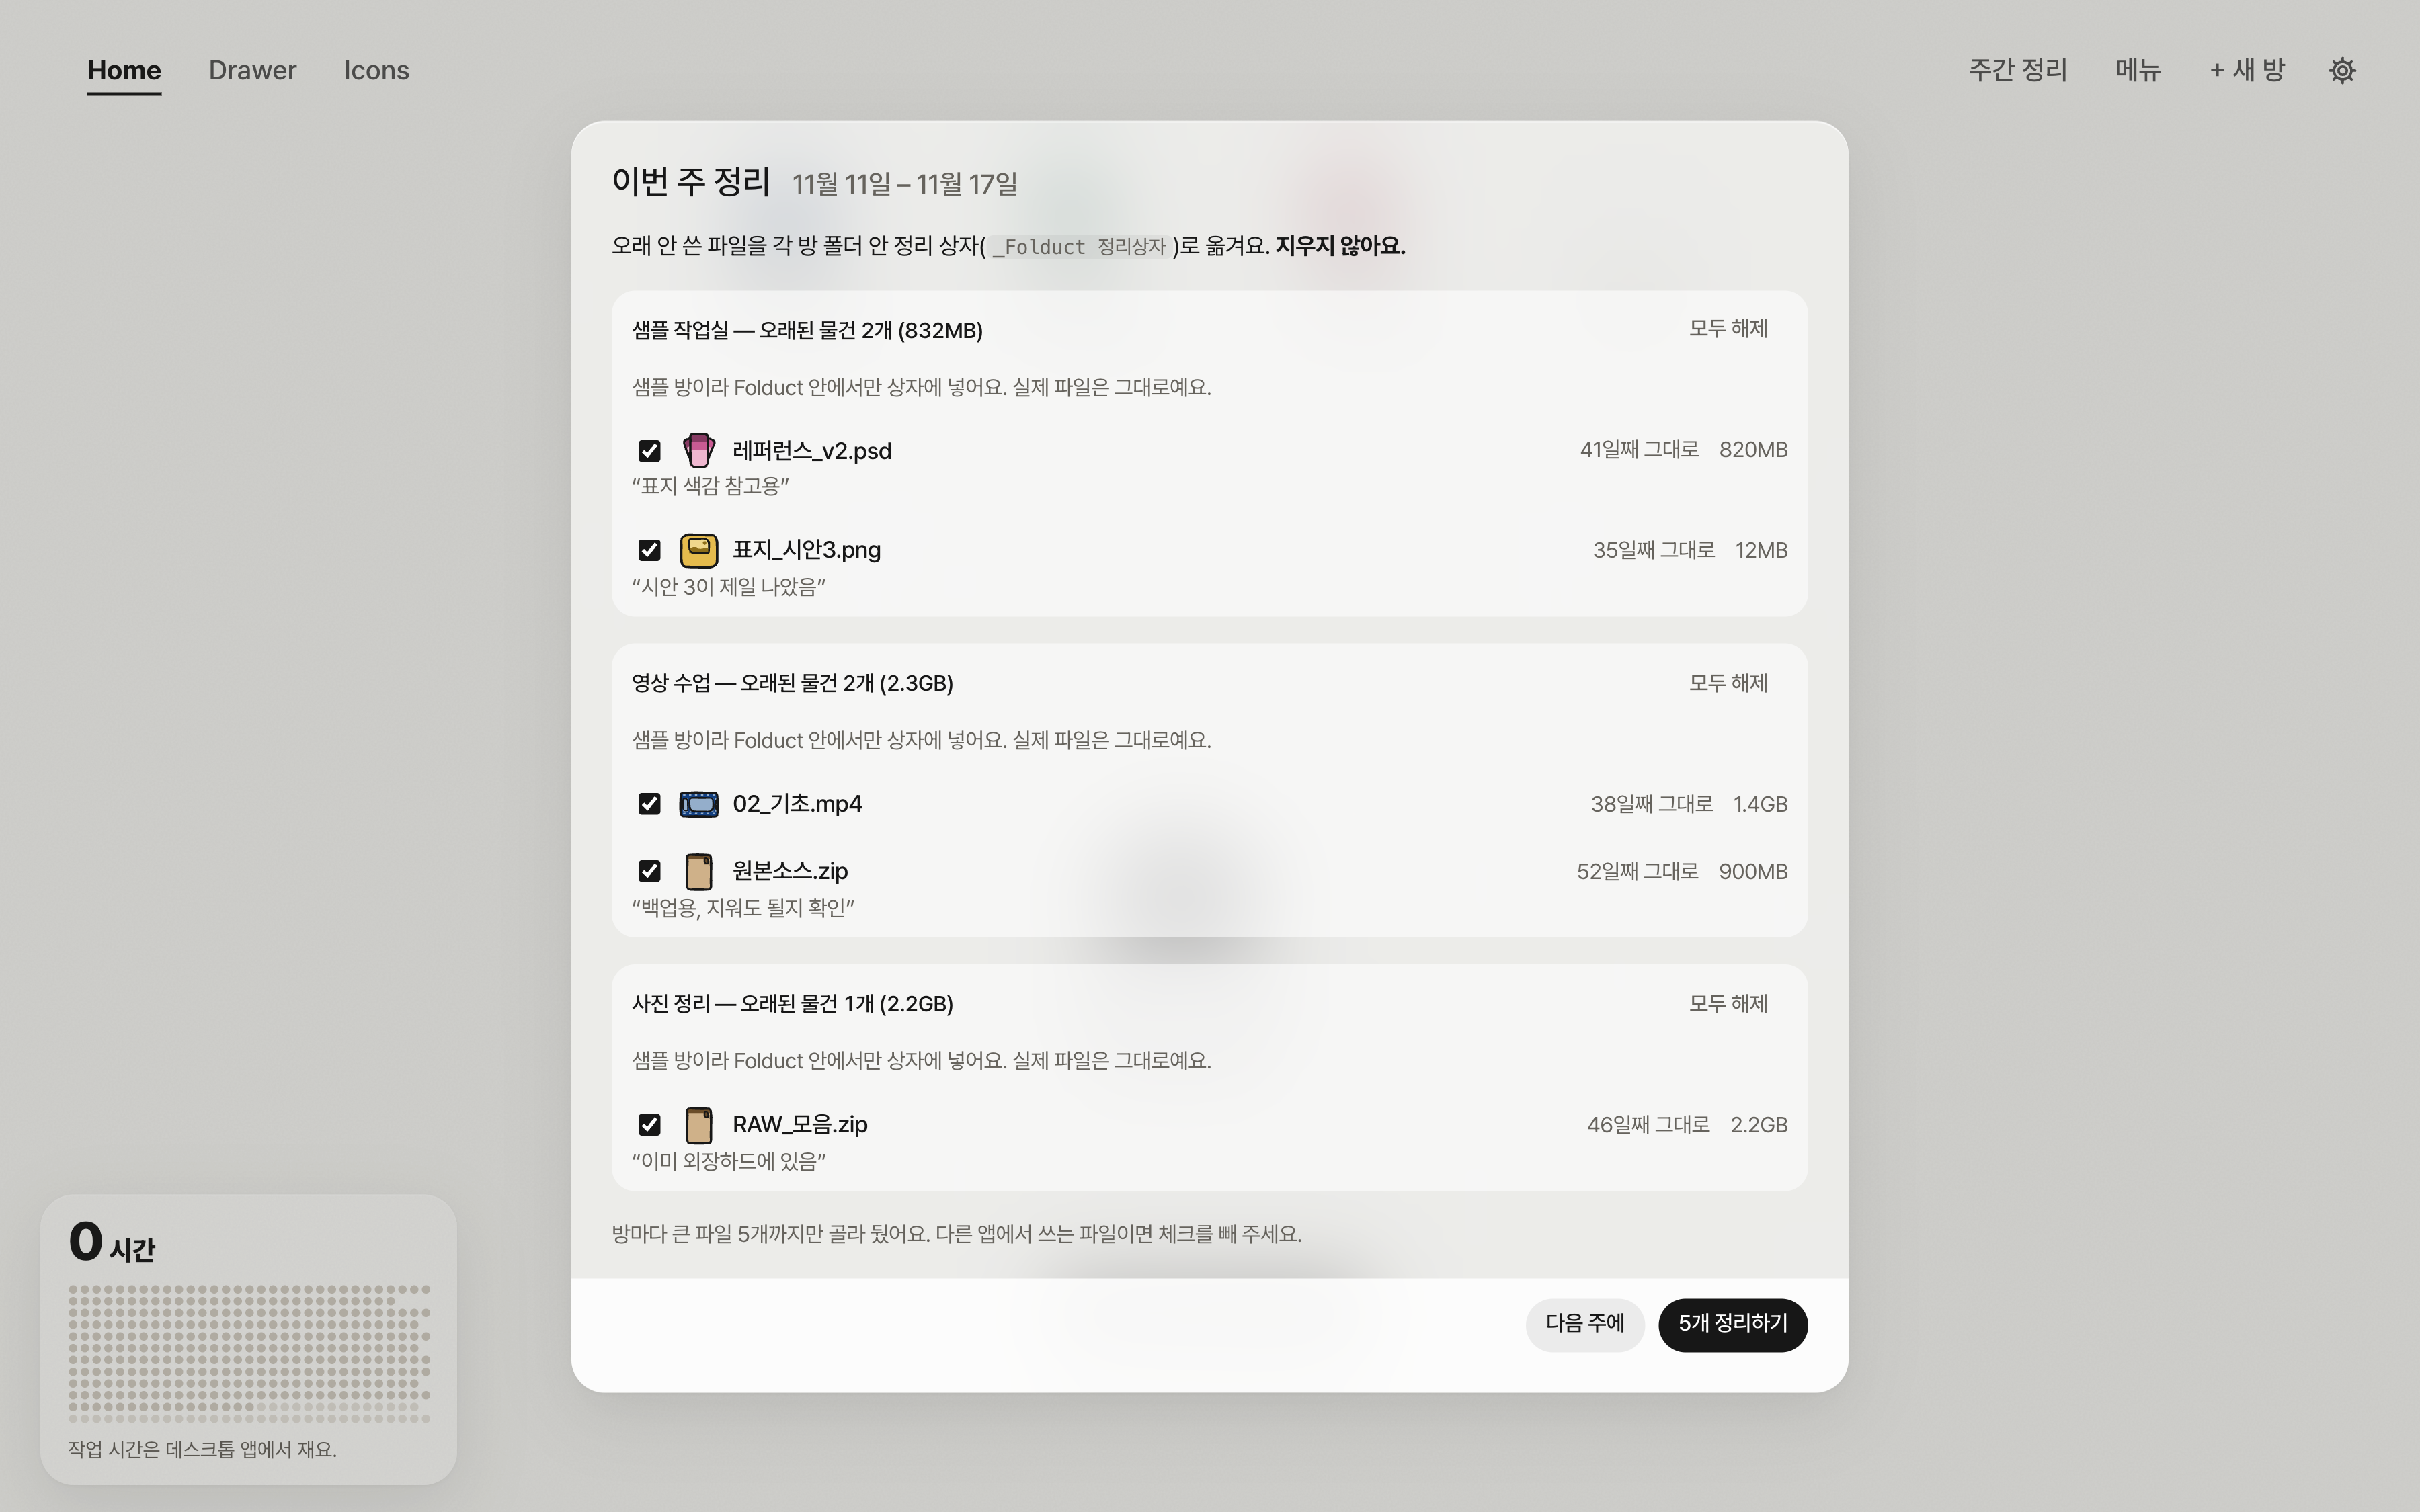 Home Drawer Icons 주간 정리 메뉴 + 새 방
이번 주 정리 11월 11일 – 11월 17일
오래 안 쓴 파일을 각 방 폴더 안 정리 상자( _Folduct 정리상자 )로 옮겨요. 지우지 않아요.
샘플 작업실 — 오래된 물건 2개 (832MB) 모두 해제
샘플 방이라 Folduct 안에서만 상자에 넣어요. 실제 파일은 그대로예요.
레퍼런스_v2.psd 41일째 그대로 820MB
“표지 색감 참고용”
표지_시안3.png 35일째 그대로 12MB
“시안 3이 제일 나았음”
영상 수업 — 오래된 물건 2개 (2.3GB) 모두 해제
샘플 방이라 Folduct 안에서만 상자에 넣어요. 실제 파일은 그대로예요.
02_기초.mp4 38일째 그대로 1.4GB
원본소스.zip 52일째 그대로 900MB
“백업용, 지워도 될지 확인”
사진 정리 — 오래된 물건 1개 (2.2GB) 모두 해제
샘플 방이라 Folduct 안에서만 상자에 넣어요. 실제 파일은 그대로예요.
RAW_모음.zip 46일째 그대로 2.2GB
“이미 외장하드에 있음”
방마다 큰 파일 5개까지만 골라 뒀어요. 다른 앱에서 쓰는 파일이면 체크를 빼 주세요.
다음 주에 5개 정리하기
0 시간
작업 시간은 데스크톱 앱에서 재요.